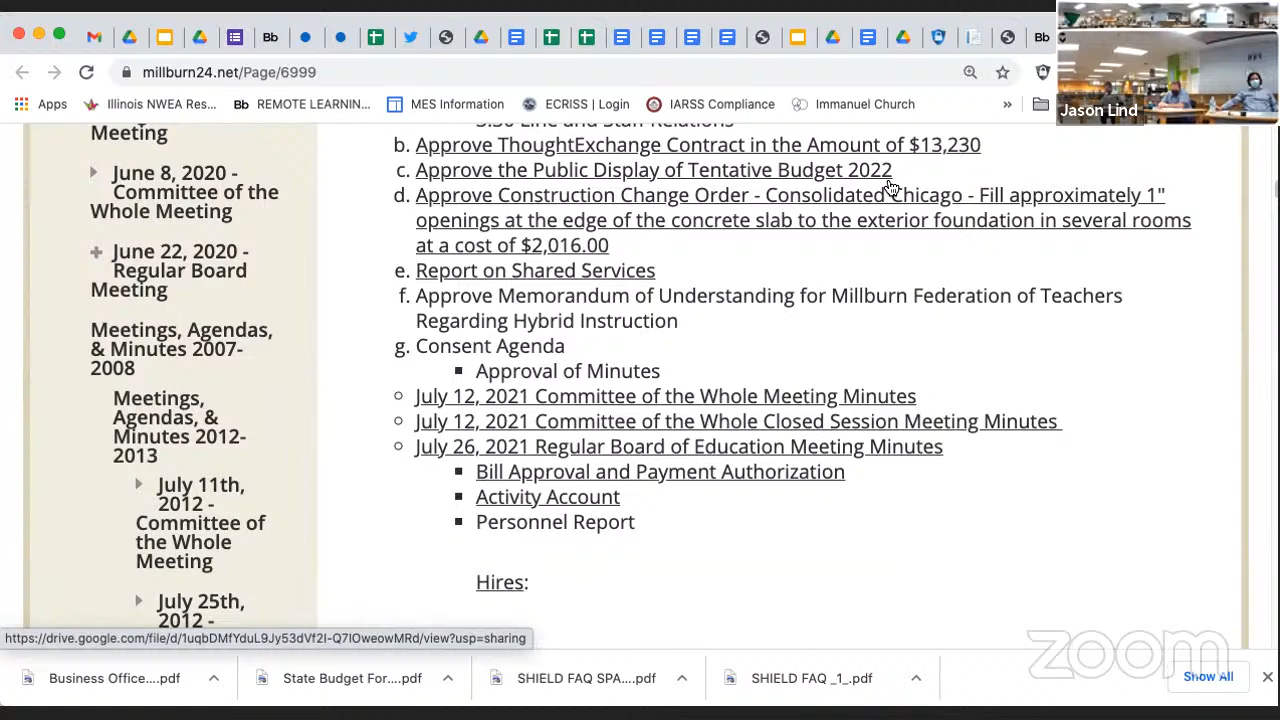 Bb
Bb
millburn24.net/Page/6999
Jason Lind
Apps
Illinois NWEA Res...
Bb REMOTE LEARNIN...
MES Information
ECRISS | Login
IARSS Compliance
Immanuel Church
»
Meeting
June 8, 2020 -
Committee of the
Whole Meeting
June 22, 2020 -
Regular Board
Meeting
Meetings, Agendas,
& Minutes 2007-
2008
Meetings,
Agendas, &
Minutes 2012-
2013
July 11th,
2012 -
Committee of
the Whole
Meeting
July 25th,
2012 -
3.30 Line and Staff Relations
b. Approve ThoughtExchange Contract in the Amount of $13,230
c. Approve the Public Display of Tentative Budget 2022
d. Approve Construction Change Order - Consolidated Chicago - Fill approximately 1"
openings at the edge of the concrete slab to the exterior foundation in several rooms
at a cost of $2,016.00
e. Report on Shared Services
f. Approve Memorandum of Understanding for Millburn Federation of Teachers
Regarding Hybrid Instruction
g. Consent Agenda
Approval of Minutes
July 12, 2021 Committee of the Whole Meeting Minutes
July 12, 2021 Committee of the Whole Closed Session Meeting Minutes
July 26, 2021 Regular Board of Education Meeting Minutes
Bill Approval and Payment Authorization
Activity Account
Personnel Report
Hires:
https://drive.google.com/file/d/1uqbDMfYduL9Jy53dVf2I-Q7lOweowMRd/view?usp=sharing
zoom
Business Office....pdf
State Budget For....pdf
SHIELD FAQ SPA....pdf
SHIELD FAQ _1_.pdf
Show All